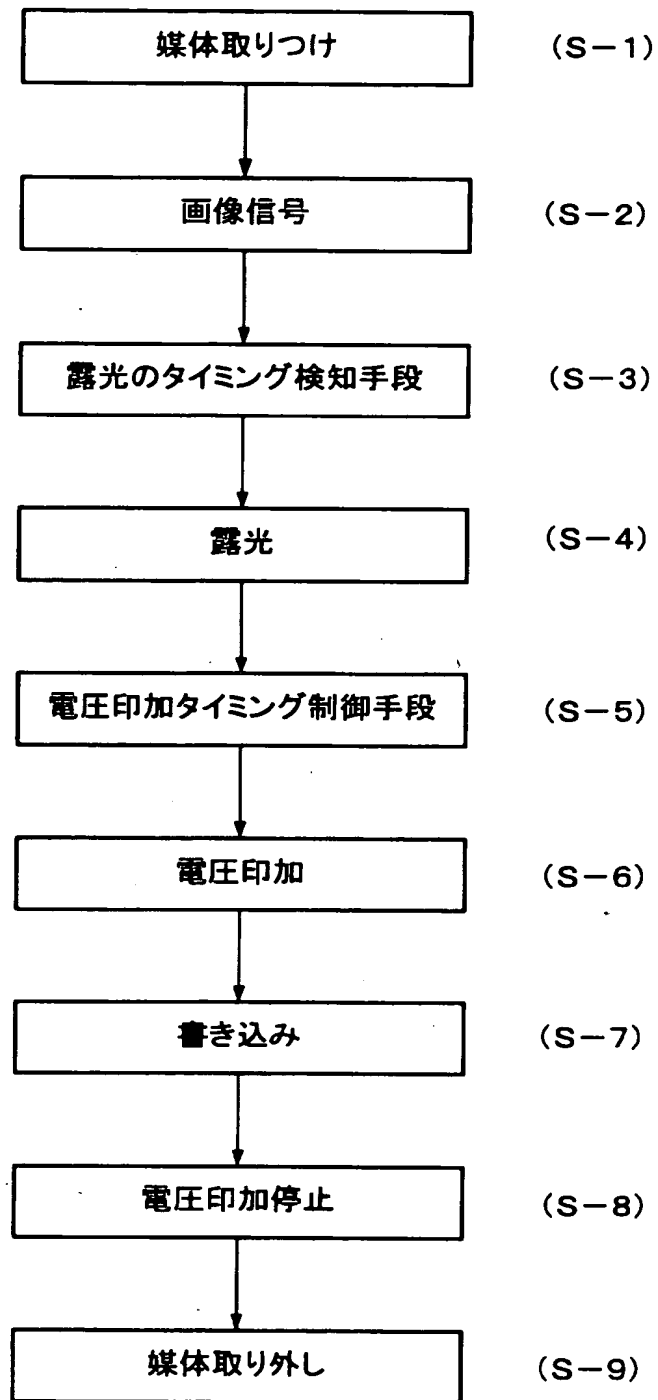 媒体取りつけ (S-1)
画像信号 (S-2)
露光のタイミング検知手段 (S-3)
露光 (S-4)
電圧印加タイミング制御手段 (S-5)
電圧印加 (S-6)
書き込み (S-7)
電圧印加停止 (S-8)
媒体取り外し (S-9)